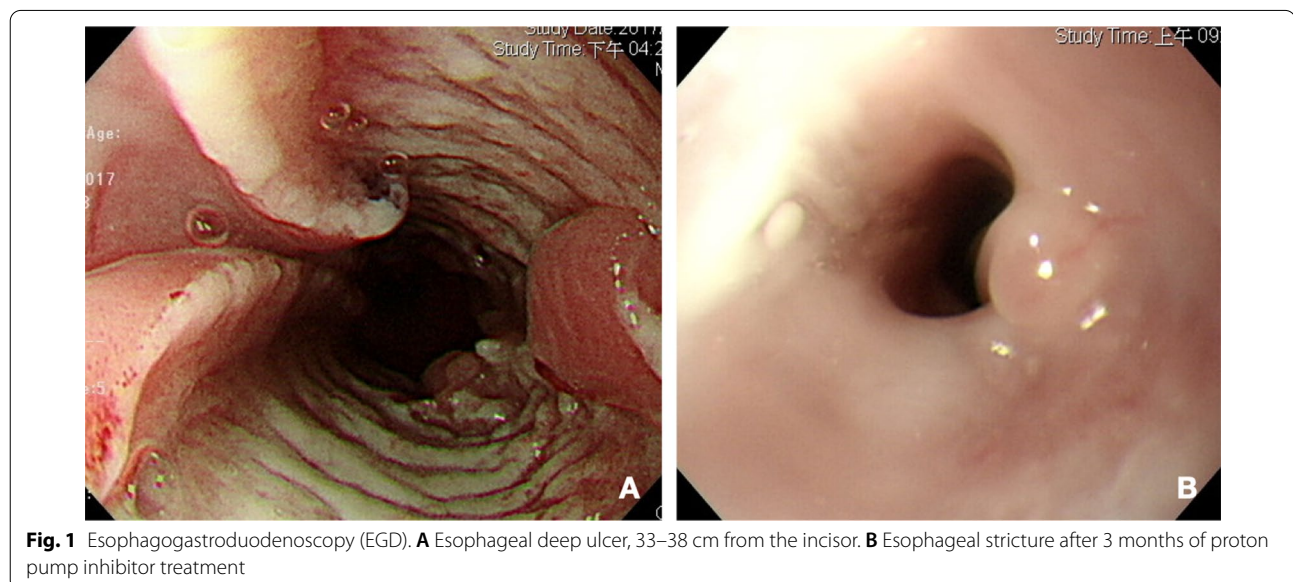 Study Date:2017
Study Time:下午 04:2
Age:
017
A
Study Time:上午 09:
B
Fig. 1 Esophagogastroduodenoscopy (EGD). A Esophageal deep ulcer, 33–38 cm from the incisor. B Esophageal stricture after 3 months of proton
pump inhibitor treatment